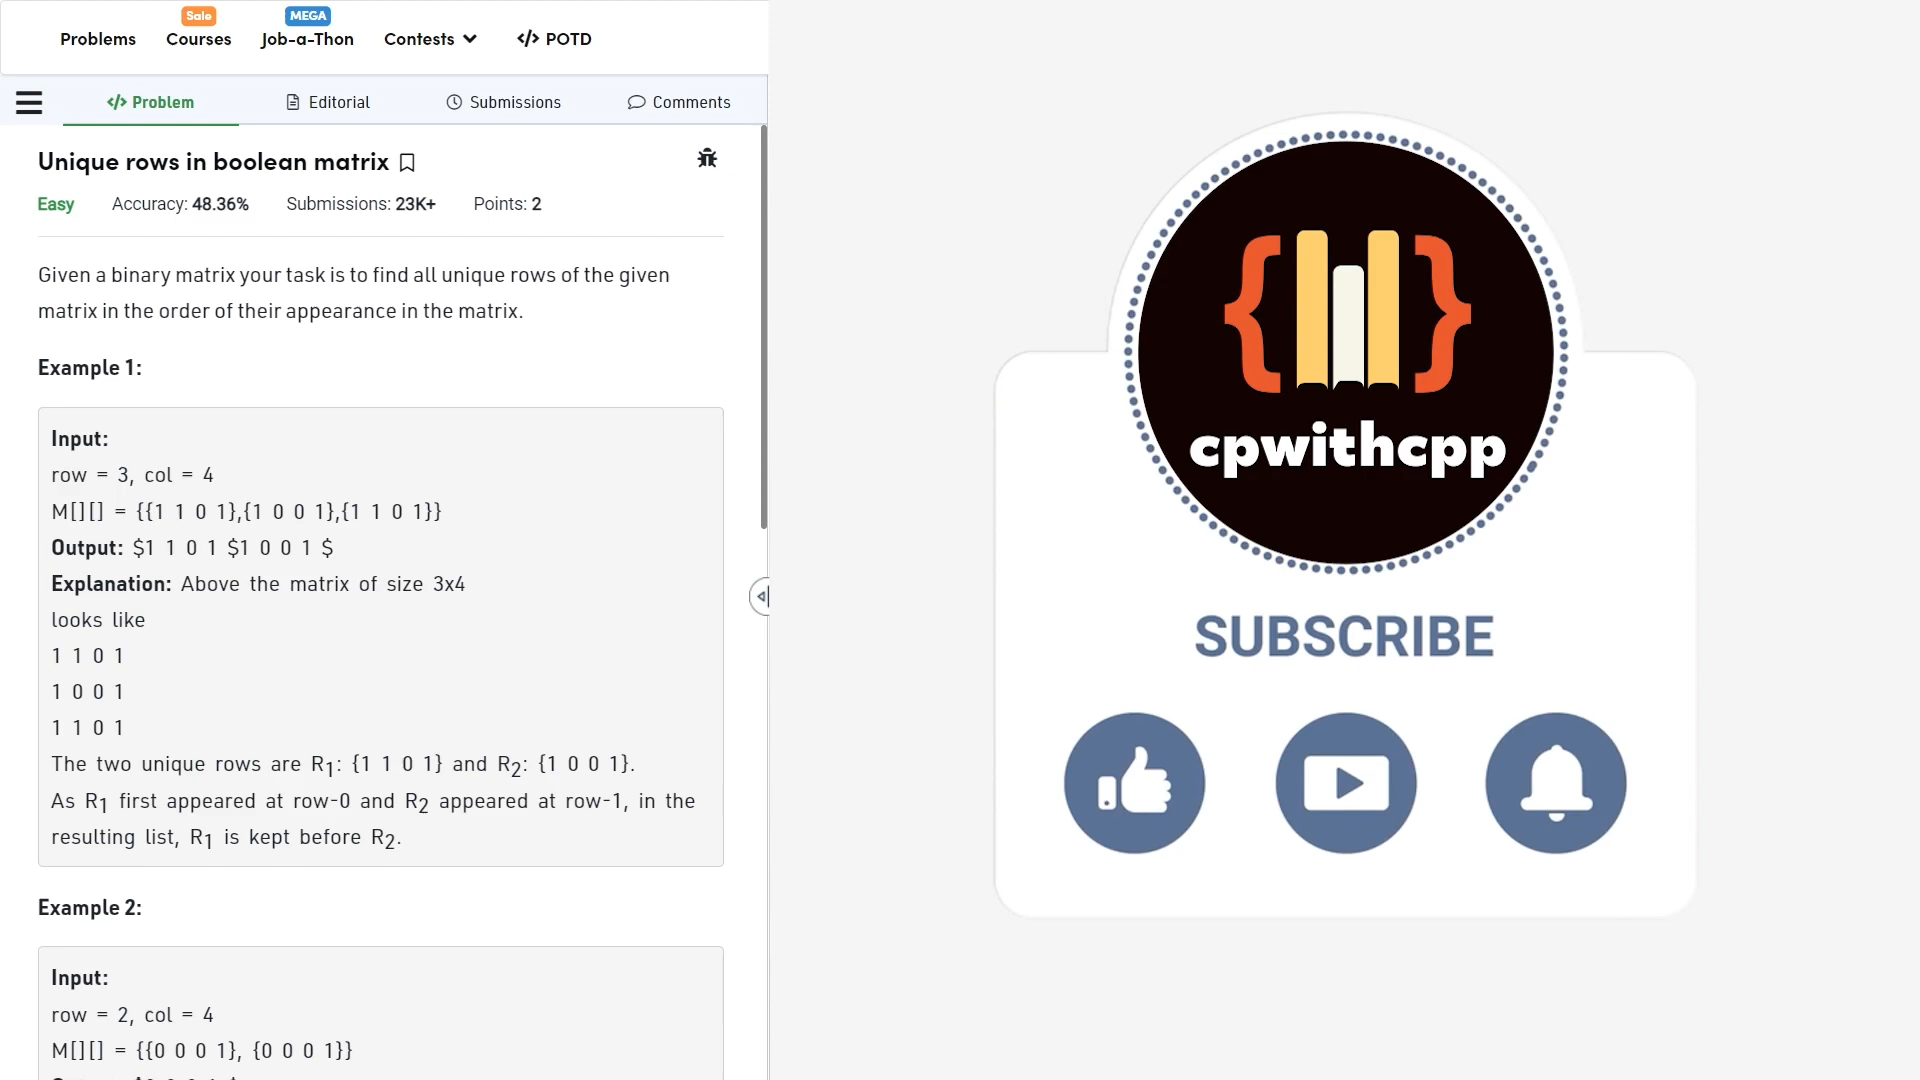 Sale
MEGA
Problems
Courses
Job-a-Thon
Contests
</> POTD
</> Problem
Editorial
Submissions
Comments
Unique rows in boolean matrix
Easy Accuracy: 48.36% Submissions: 23K+ Points: 2
Given a binary matrix your task is to find all unique rows of the given
matrix in the order of their appearance in the matrix.
Example 1:
Input:
row = 3, col = 4
M[][] = {{1 1 0 1},{1 0 0 1},{1 1 0 1}}
Output: $1 1 0 1 $1 0 0 1 $
Explanation: Above the matrix of size 3x4
looks like
1 1 0 1
1 0 0 1
1 1 0 1
The two unique rows are R1: {1 1 0 1} and R2: {1 0 0 1}.
As R1 first appeared at row-0 and R2 appeared at row-1, in the
resulting list, R1 is kept before R2.
Example 2:
Input:
row = 2, col = 4
M[][] = {{0 0 0 1}, {0 0 0 1}}
cpwithcpp
SUBSCRIBE